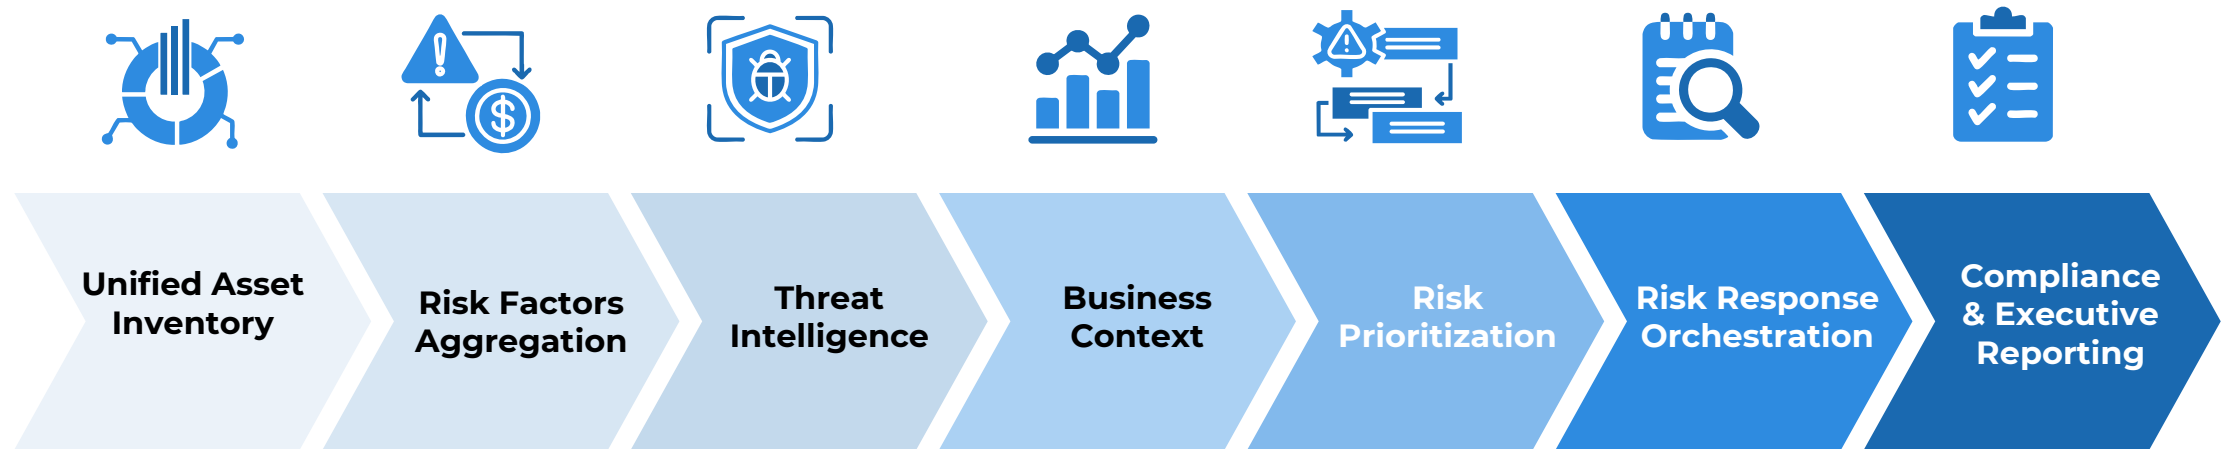 Unified Asset
Inventory
Risk Factors
Aggregation
Threat
Intelligence
Business
Context
Risk
Prioritization
Risk Response
Orchestration
Compliance
& Executive
Reporting